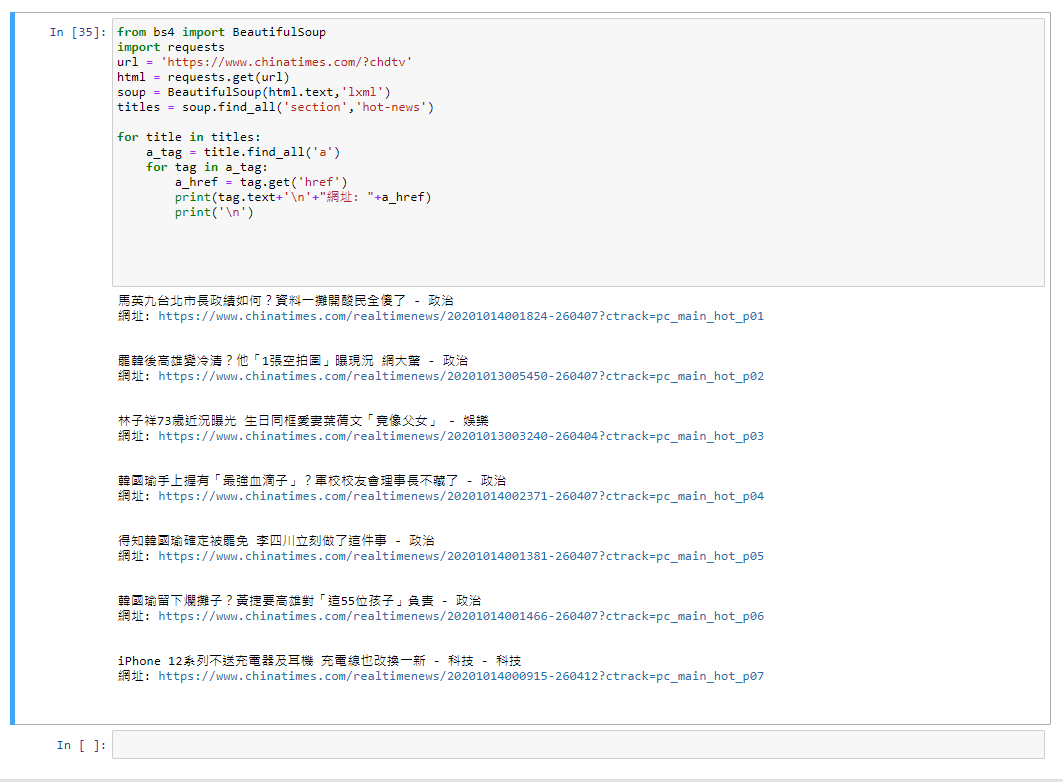 In [35]:
from bs4 import BeautifulSoup
import requests
url = 'https://www.chinatimes.com/?chdtv'
html = requests.get(url)
soup = BeautifulSoup(html.text,'lxml')
titles = soup.find_all('section','hot-news')
for title in titles:
    a_tag = title.find_all('a')
    for tag in a_tag:
        a_href = tag.get('href')
        print(tag.text+'\n'+"網址: "+a_href)
        print('\n')
馬英九台北市長政績如何？資料一攤開酸民全傻了 - 政治
網址: https://www.chinatimes.com/realtimenews/20201014001824-260407?ctrack=pc_main_hot_p01
罷韓後高雄變冷清？他「1張空拍圖」曝現況 網大驚 - 政治
網址: https://www.chinatimes.com/realtimenews/20201013005450-260407?ctrack=pc_main_hot_p02
林子祥73歲近況曝光 生日同框愛妻葉蒨文「竟像父女」 - 娛樂
網址: https://www.chinatimes.com/realtimenews/20201013003240-260404?ctrack=pc_main_hot_p03
韓國瑜手上握有「最強血滴子」？軍校校友會理事長不藏了 - 政治
網址: https://www.chinatimes.com/realtimenews/20201014002371-260407?ctrack=pc_main_hot_p04
得知韓國瑜確定被罷免 李四川立刻做了這件事 - 政治
網址: https://www.chinatimes.com/realtimenews/20201014001381-260407?ctrack=pc_main_hot_p05
韓國瑜留下爛攤子？黃捷要高雄對「這55位孩子」負責 - 政治
網址: https://www.chinatimes.com/realtimenews/20201014001466-260407?ctrack=pc_main_hot_p06
iPhone 12系列不送充電器及耳機 充電線也改換一新 - 科技 - 科技
網址: https://www.chinatimes.com/realtimenews/20201014000915-260412?ctrack=pc_main_hot_p07
In [ ]: